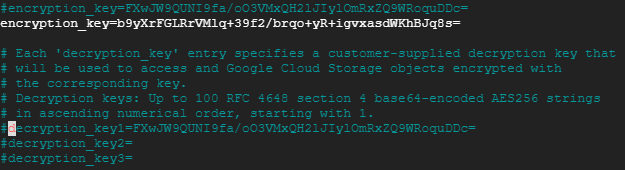 #encryption_key=FXwJW9QUNI9fa/oO3VMxQH2lJIylOmRxZQ9WRoquDDc=
encryption_key=b9yXrFGLRrVMlq+39f2/brqo+yR+igvxasdWKhBJq8s=
# Each 'decryption_key' entry specifies a customer-supplied decryption key that
# will be used to access and Google Cloud Storage objects encrypted with
# the corresponding key.
# Decryption keys: Up to 100 RFC 4648 section 4 base64-encoded AES256 strings
# in ascending numerical order, starting with 1.
#decryption_key1=FXwJW9QUNI9fa/oO3VMxQH2lJIylOmRxZQ9WRoquDDc=
#decryption_key2=
#decryption_key3=